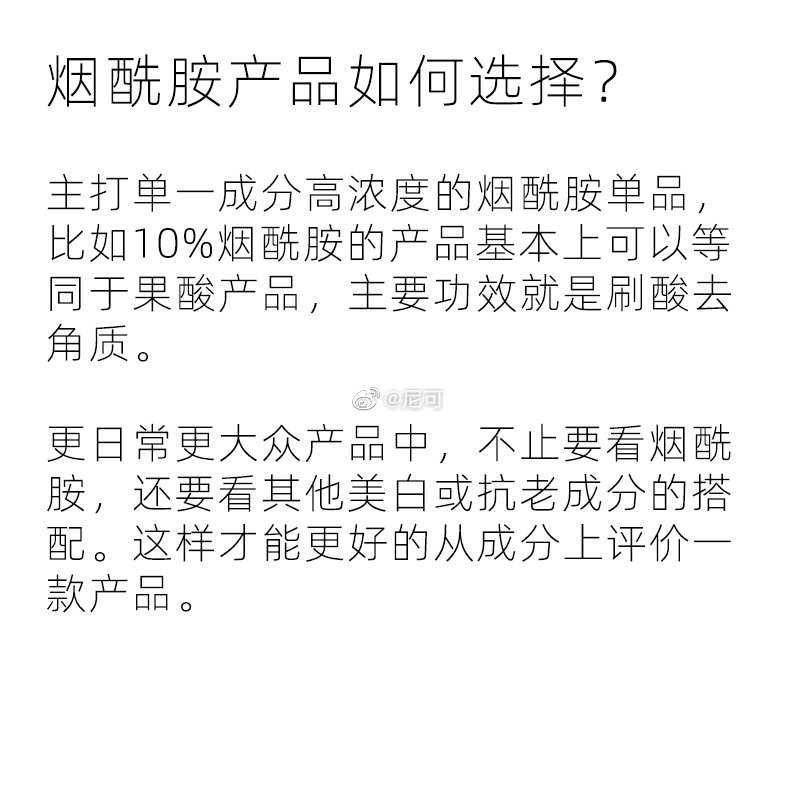 烟酰胺产品如何选择？
主打单一成分高浓度的烟酰胺单品，
比如10%烟酰胺的产品基本上可以等
同于果酸产品，主要功效就是刷酸去
角质。
@尼可
更日常更大众产品中，不止要看烟酰
胺，还要看其他美白或抗老成分的搭
配。这样才能更好的从成分上评价一
款产品。